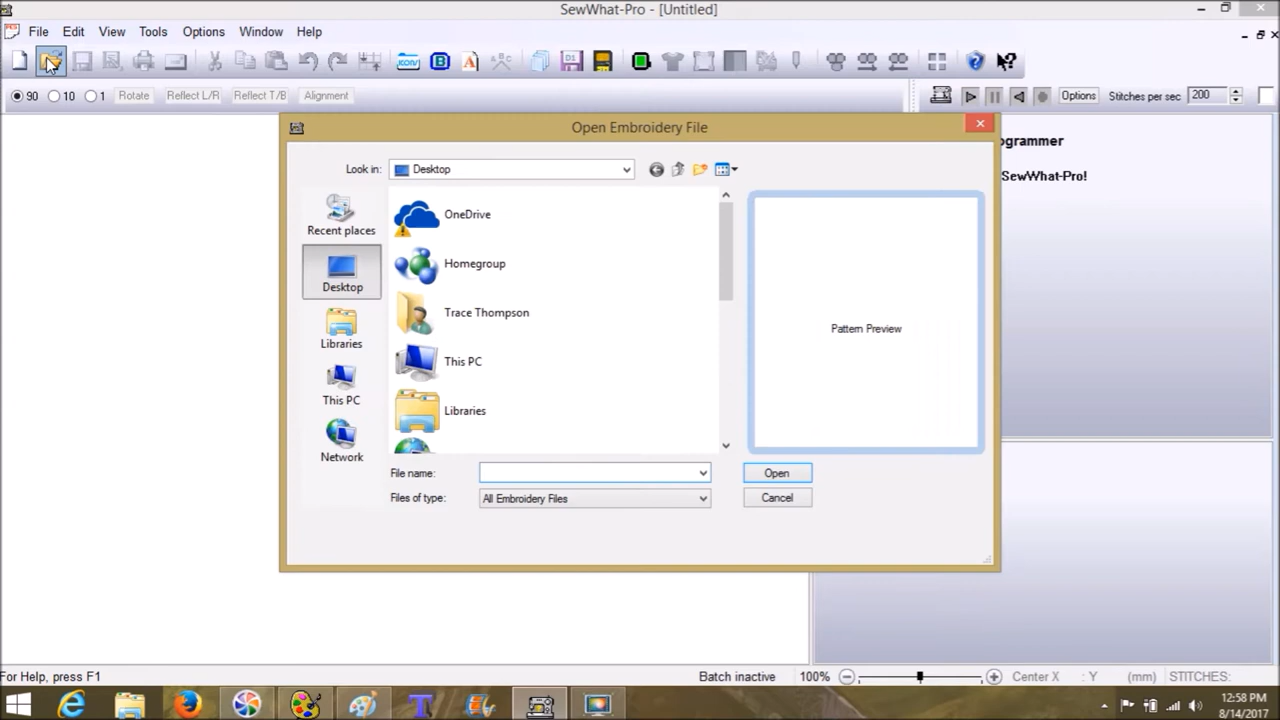 SewWhat-Pro - [Untitled]
File Edit View Tools Options Window Help
90 10 1 Rotate Reflect L/R Reflect T/B Alignment
Options Stitches per sec 200
Open Embroidery File
ogrammer
SewWhat-Pro!
Look in: Desktop
Recent places
Desktop
Libraries
This PC
Network
OneDrive
Homegroup
Trace Thompson
This PC
Libraries
Pattern Preview
File name: Open
Files of type: All Embroidery Files Cancel
For Help, press F1 Batch inactive 100% Center X : Y (mm) STITCHES:
12:58 PM
8/14/2017